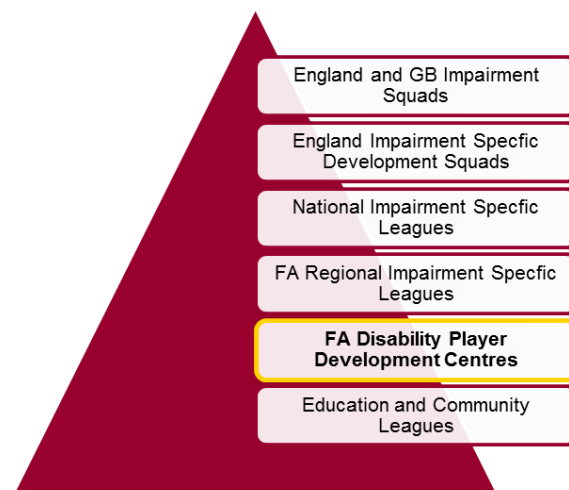 England and GB Impairment
Squads
England Impairment Specfic
Development Squads
National Impairment Specfic
Leagues
FA Regional Impairment Specfic
Leagues
FA Disability Player
Development Centres
Education and Community
Leagues